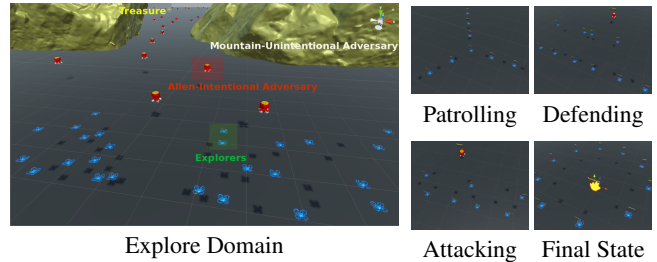 Treasure
Mountain-Unintentional Adversary
Alien-Intentional Adversary
Explorers
Explore Domain
Patrolling
Defending
Attacking
Final State